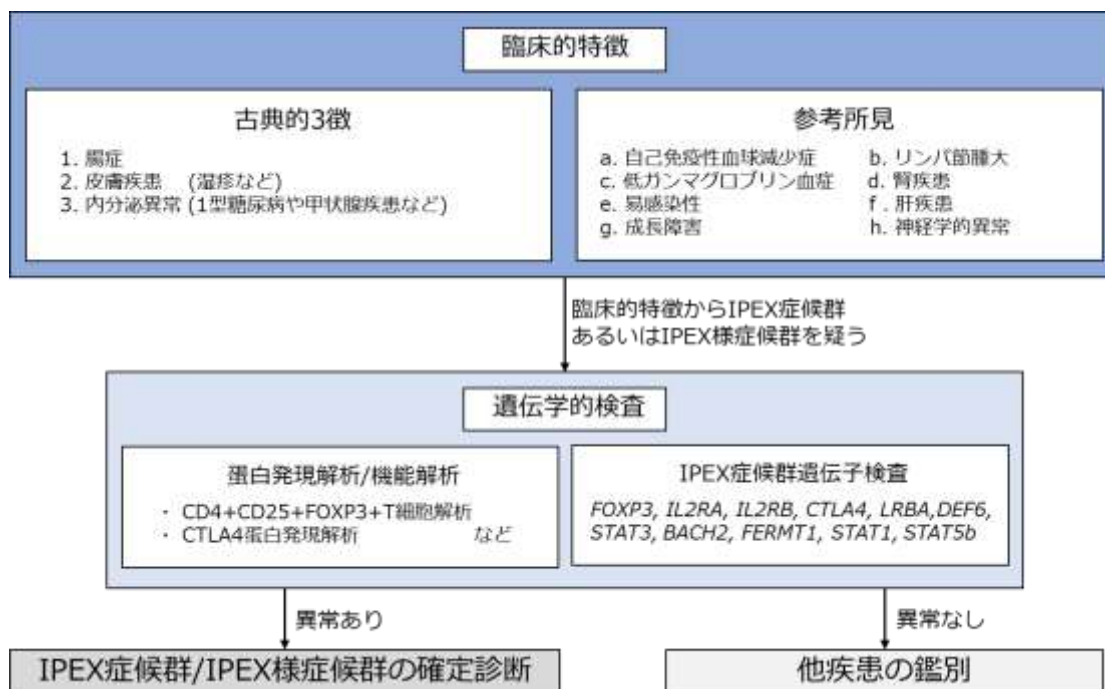 臨床的特徴
古典的3徴
1. 腸症
2. 皮膚疾患 (湿疹など)
3. 内分泌異常 (1型糖尿病や甲状腺疾患など)
参考所見
a. 自己免疫性血球減少症 b. リンパ節腫大
c. 低ガンマグロブリン血症 d. 腎疾患
e. 易感染性 f. 肝疾患
g. 成長障害 h. 神経学的異常
臨床的特徴からIPEX症候群
あるいはIPEX様症候群を疑う
遺伝学的検査
蛋白発現解析/機能解析
・ CD4+CD25+FOXP3+T細胞解析
・ CTLA4蛋白発現解析 など
IPEX症候群遺伝子検査
FOXP3, IL2RA, IL2RB, CTLA4, LRBA,DEF6,
STAT3, BACH2, FERMT1, STAT1, STAT5b
異常あり
異常なし
IPEX症候群/IPEX様症候群の確定診断
他疾患の鑑別